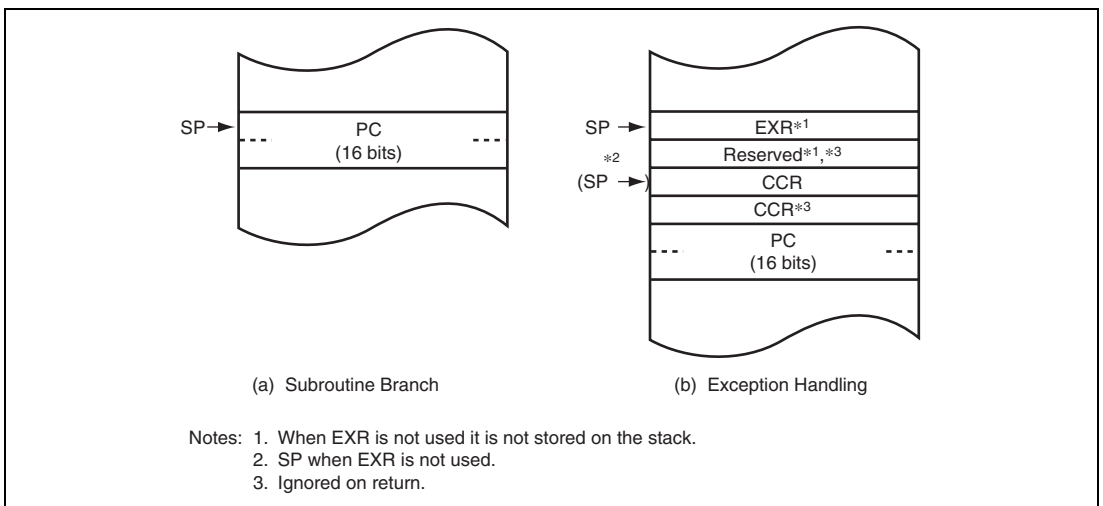 SP
PC
(16 bits)
(a) Subroutine Branch
SP
*2
(SP )
EXR*1
Reserved*1,*3
CCR
CCR*3
PC
(16 bits)
(b) Exception Handling
Notes: 1. When EXR is not used it is not stored on the stack.
2. SP when EXR is not used.
3. Ignored on return.